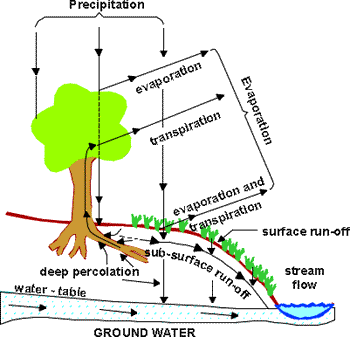 Precipitation
evaporation
transpiration
Evaporation
evaporation and
transpiration
surface run-off
deep percolation
sub-surface run-off
stream
flow
water-table
GROUND WATER